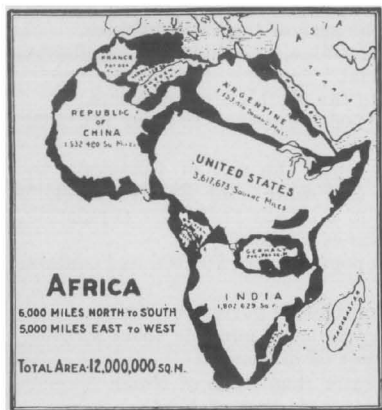 ASIA
FRANCE
ARGENTINE
REPUBLIC
OF
CHINA
UNITED STATES
3,617,673 SQUARE MILES
GERMANY
INDIA
MADAGASCAR
AFRICA
6,000 MILES NORTH TO SOUTH
5,000 MILES EAST TO WEST
TOTAL AREA-12,000,000 SQ. M.